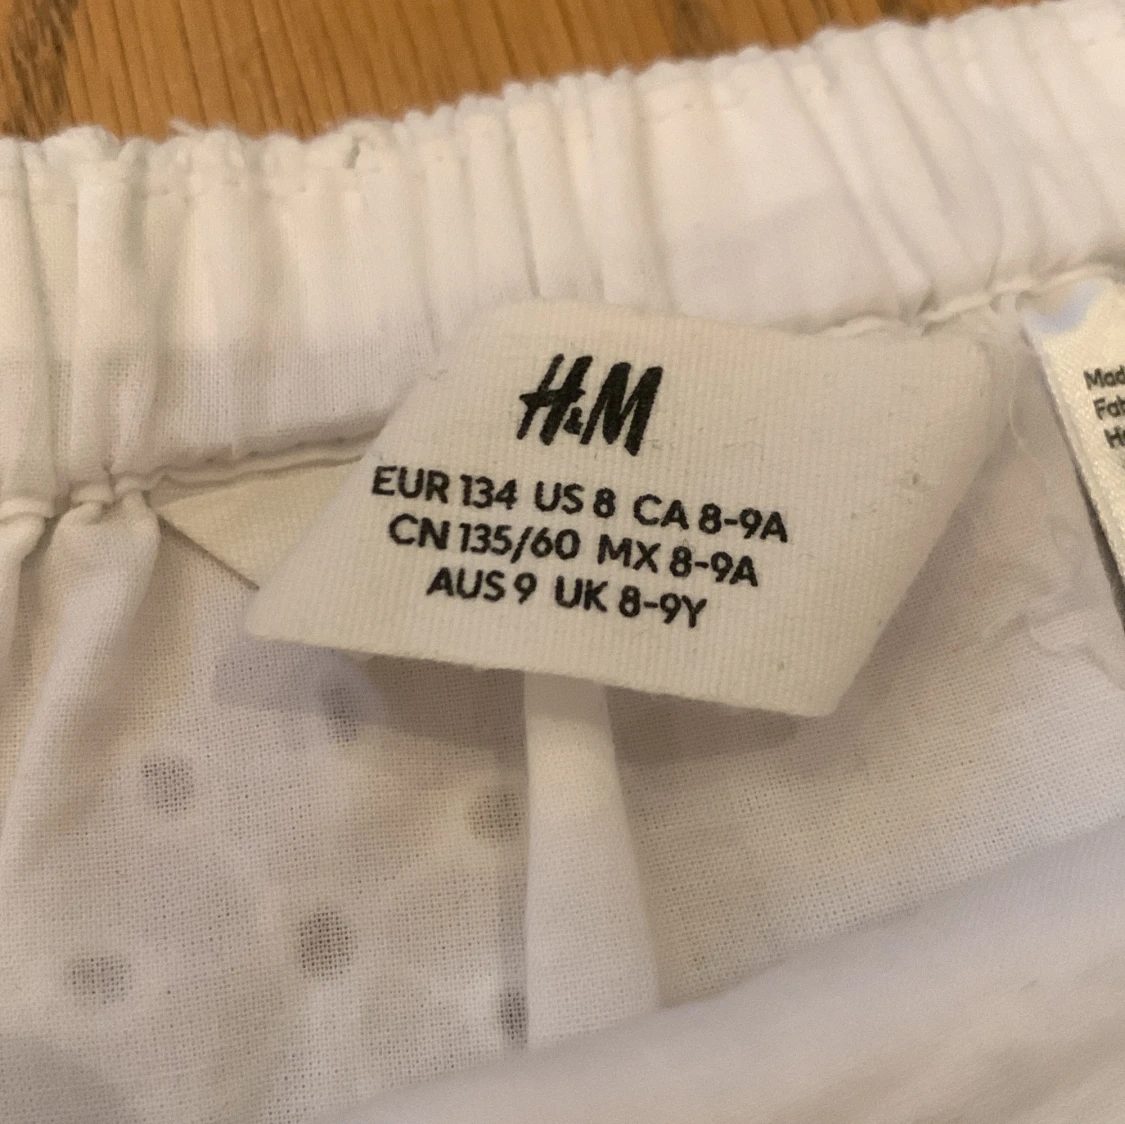 H&M
EUR 134 US 8 CA 8-9A
CN 135/60 MX 8-9A
AUS 9 UK 8-9Y